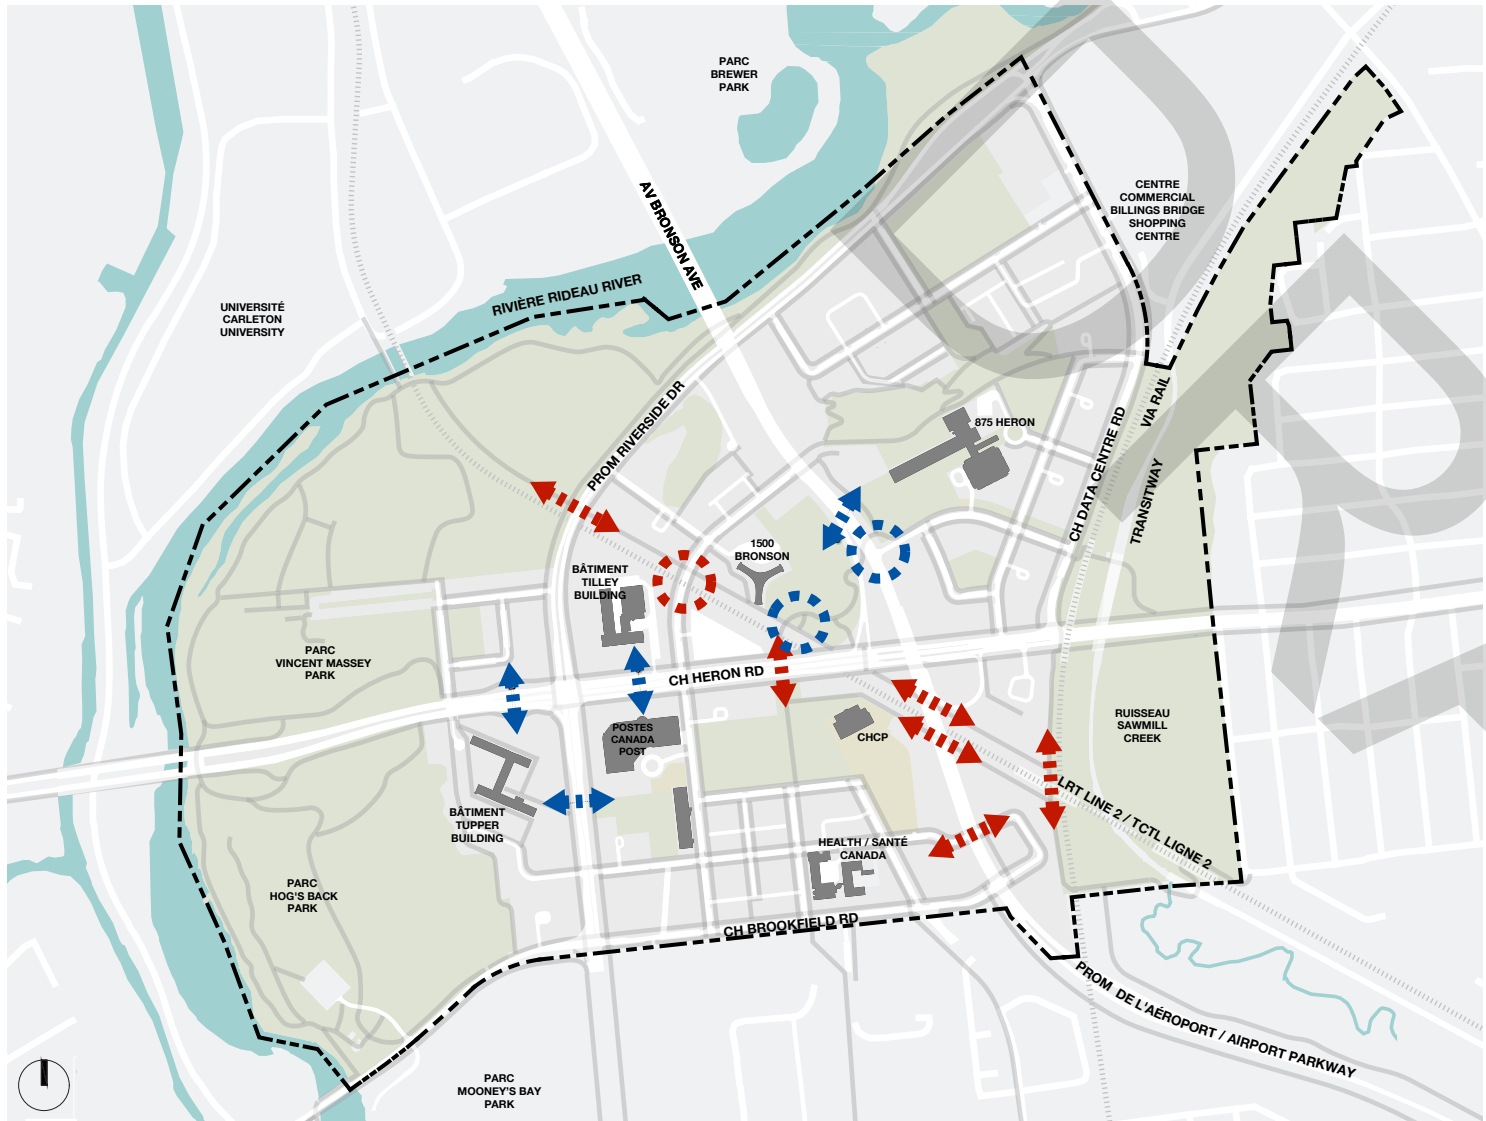 PARC
BREWER
PARK
AV BRONSON AVE
CENTRE
COMMERCIAL
BILLINGS BRIDGE
SHOPPING
CENTRE
RIVIÈRE RIDEAU RIVER
UNIVERSITÉ
CARLETON
UNIVERSITY
PROM RIVERSIDE DR
875 HERON
CH DATA CENTRE RD
VIA RAIL
TRANSITWAY
1500
BRONSON
BÂTIMENT
TILLEY
BUILDING
PARC
VINCENT MASSEY
PARK
CH HERON RD
POSTES
CANADA
POST
CHCP
RUISSEAU
SAWMILL
CREEK
LRT LINE 2 / TCTL LIGNE 2
BÂTIMENT
TUPPER
BUILDING
HEALTH / SANTÉ
CANADA
PARC
HOG'S BACK
PARK
CH BROOKFIELD RD
PROM DE L'AÉROPORT / AIRPORT PARKWAY
PARC
MOONEY'S BAY
PARK